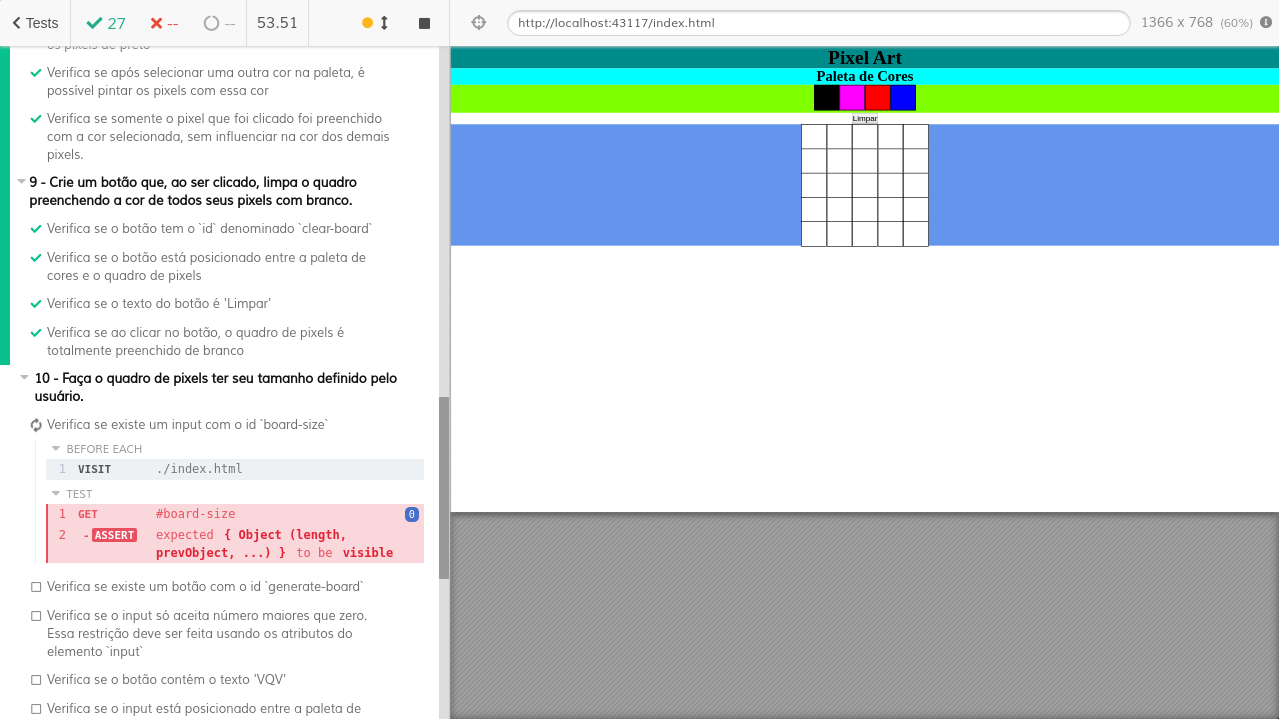 Tests
27
--
--
53.51
http://localhost:43117/index.html
1366 x 768 (60%)
os pixels de preto
Verifica se após selecionar uma outra cor na paleta, é
possível pintar os pixels com essa cor
Verifica se somente o pixel que foi clicado foi preenchido
com a cor selecionada, sem influenciar na cor dos demais
pixels.
9 - Crie um botão que, ao ser clicado, limpa o quadro
preenchendo a cor de todos seus pixels com branco.
Verifica se o botão tem o `id` denominado `clear-board`
Verifica se o botão está posicionado entre a paleta de
cores e o quadro de pixels
Verifica se o texto do botão é 'Limpar'
Verifica se ao clicar no botão, o quadro de pixels é
totalmente preenchido de branco
10 - Faça o quadro de pixels ter seu tamanho definido pelo
usuário.
Verifica se existe um input com o id `board-size`
BEFORE EACH
1 VISIT ./index.html
TEST
1 GET #board-size 0
2 -ASSERT expected { Object (length,
prevObject, ...) } to be visible
Verifica se existe um botão com o id `generate-board`
Verifica se o input só aceita número maiores que zero.
Essa restrição deve ser feita usando os atributos do
elemento `input`
Verifica se o botão contém o texto 'VQV'
Verifica se o input está posicionado entre a paleta de
Pixel Art
Paleta de Cores
Limpar